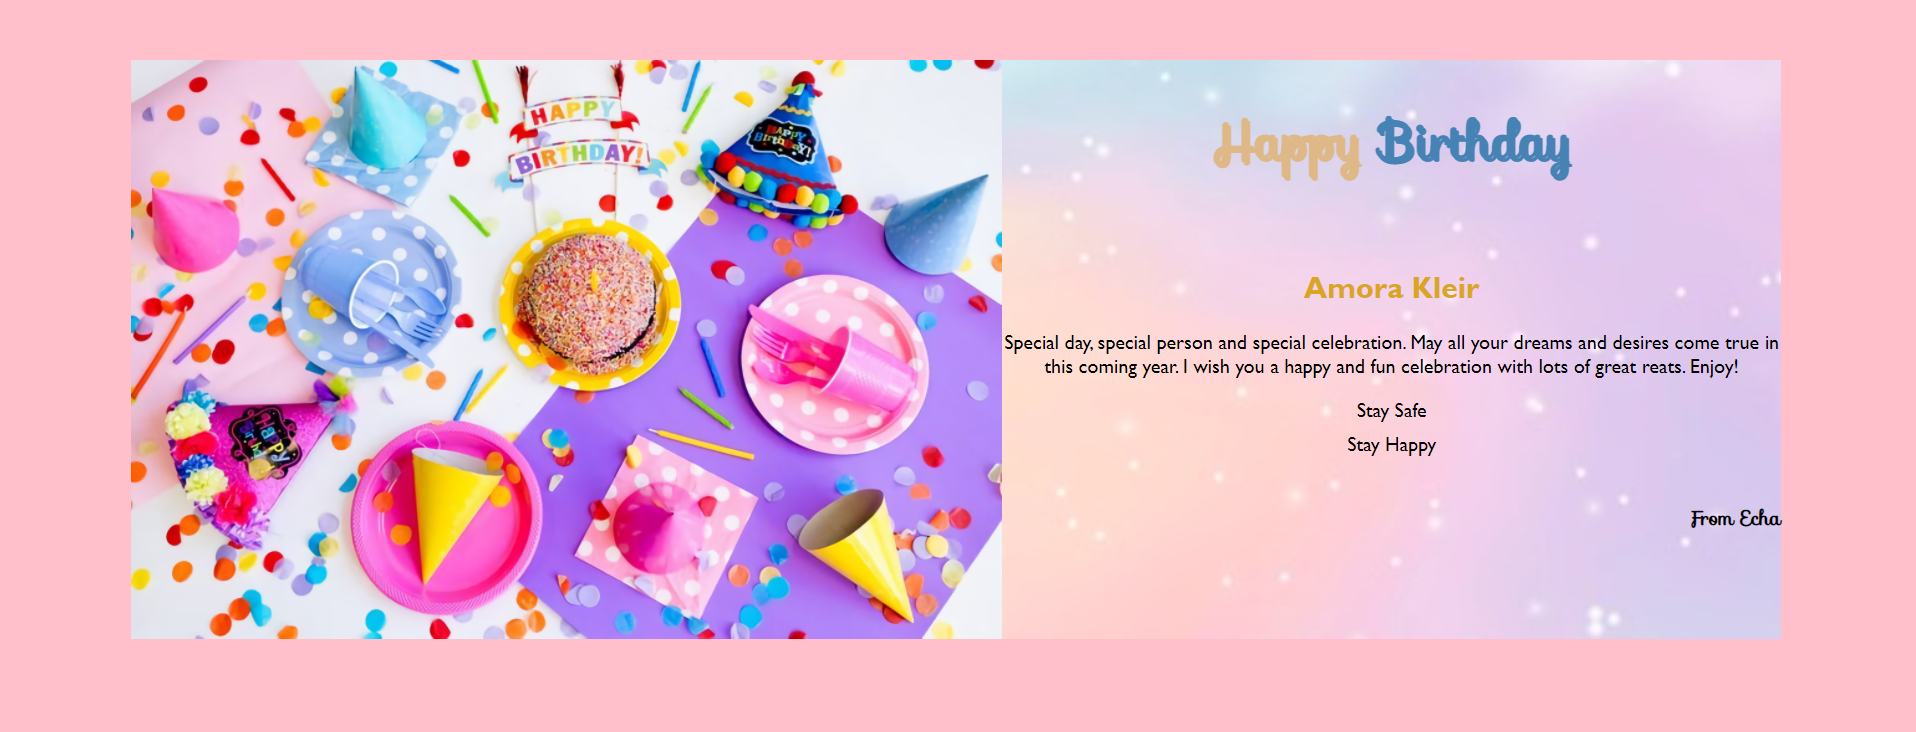 HAPPY
BIRTHDAY!
HAPPY
BIRTHDAY!
Happy Birthday
Amora Kleir
Special day, special person and special celebration. May all your dreams and desires come true in
this coming year. I wish you a happy and fun celebration with lots of great reats. Enjoy!
Stay Safe
Stay Happy
From Echa